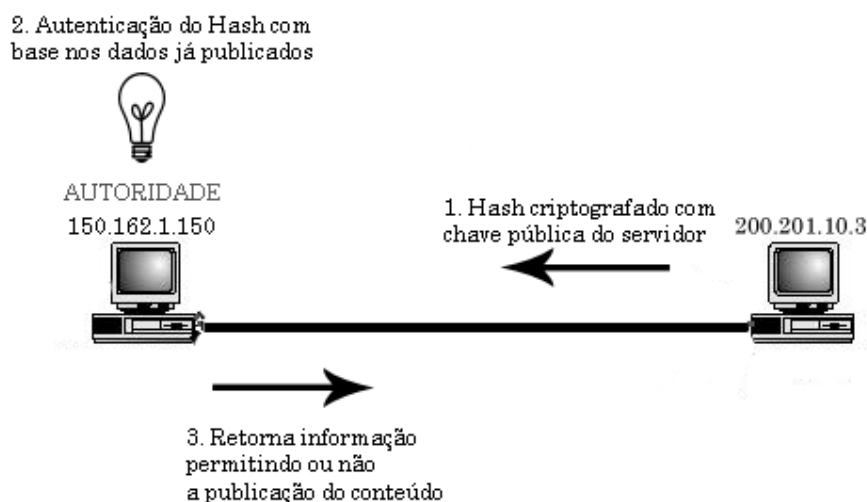 2. Autenticação do Hash com
base nos dados já publicados
AUTORIDADE
150.162.1.150
1. Hash criptografado com
chave pública do servidor
200.201.10.3
3. Retorna informação
permitindo ou não
a publicação do conteúdo